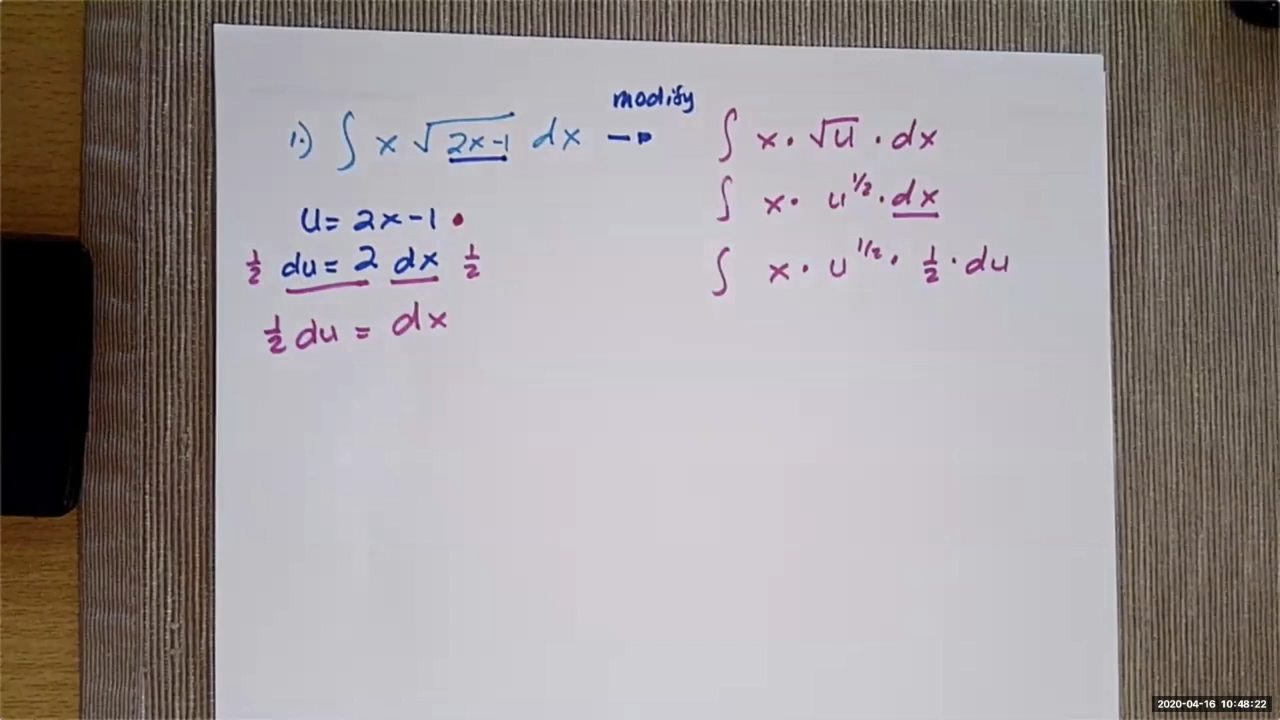 modify
1.) ∫ x √(2x-1) dx →
u = 2x-1 •
½ du = 2 dx ½
½ du = dx
∫ x • √u • dx
∫ x • u^1/2 • dx
∫ x • u^1/2 • ½ • du
2020-04-16 10:48:22